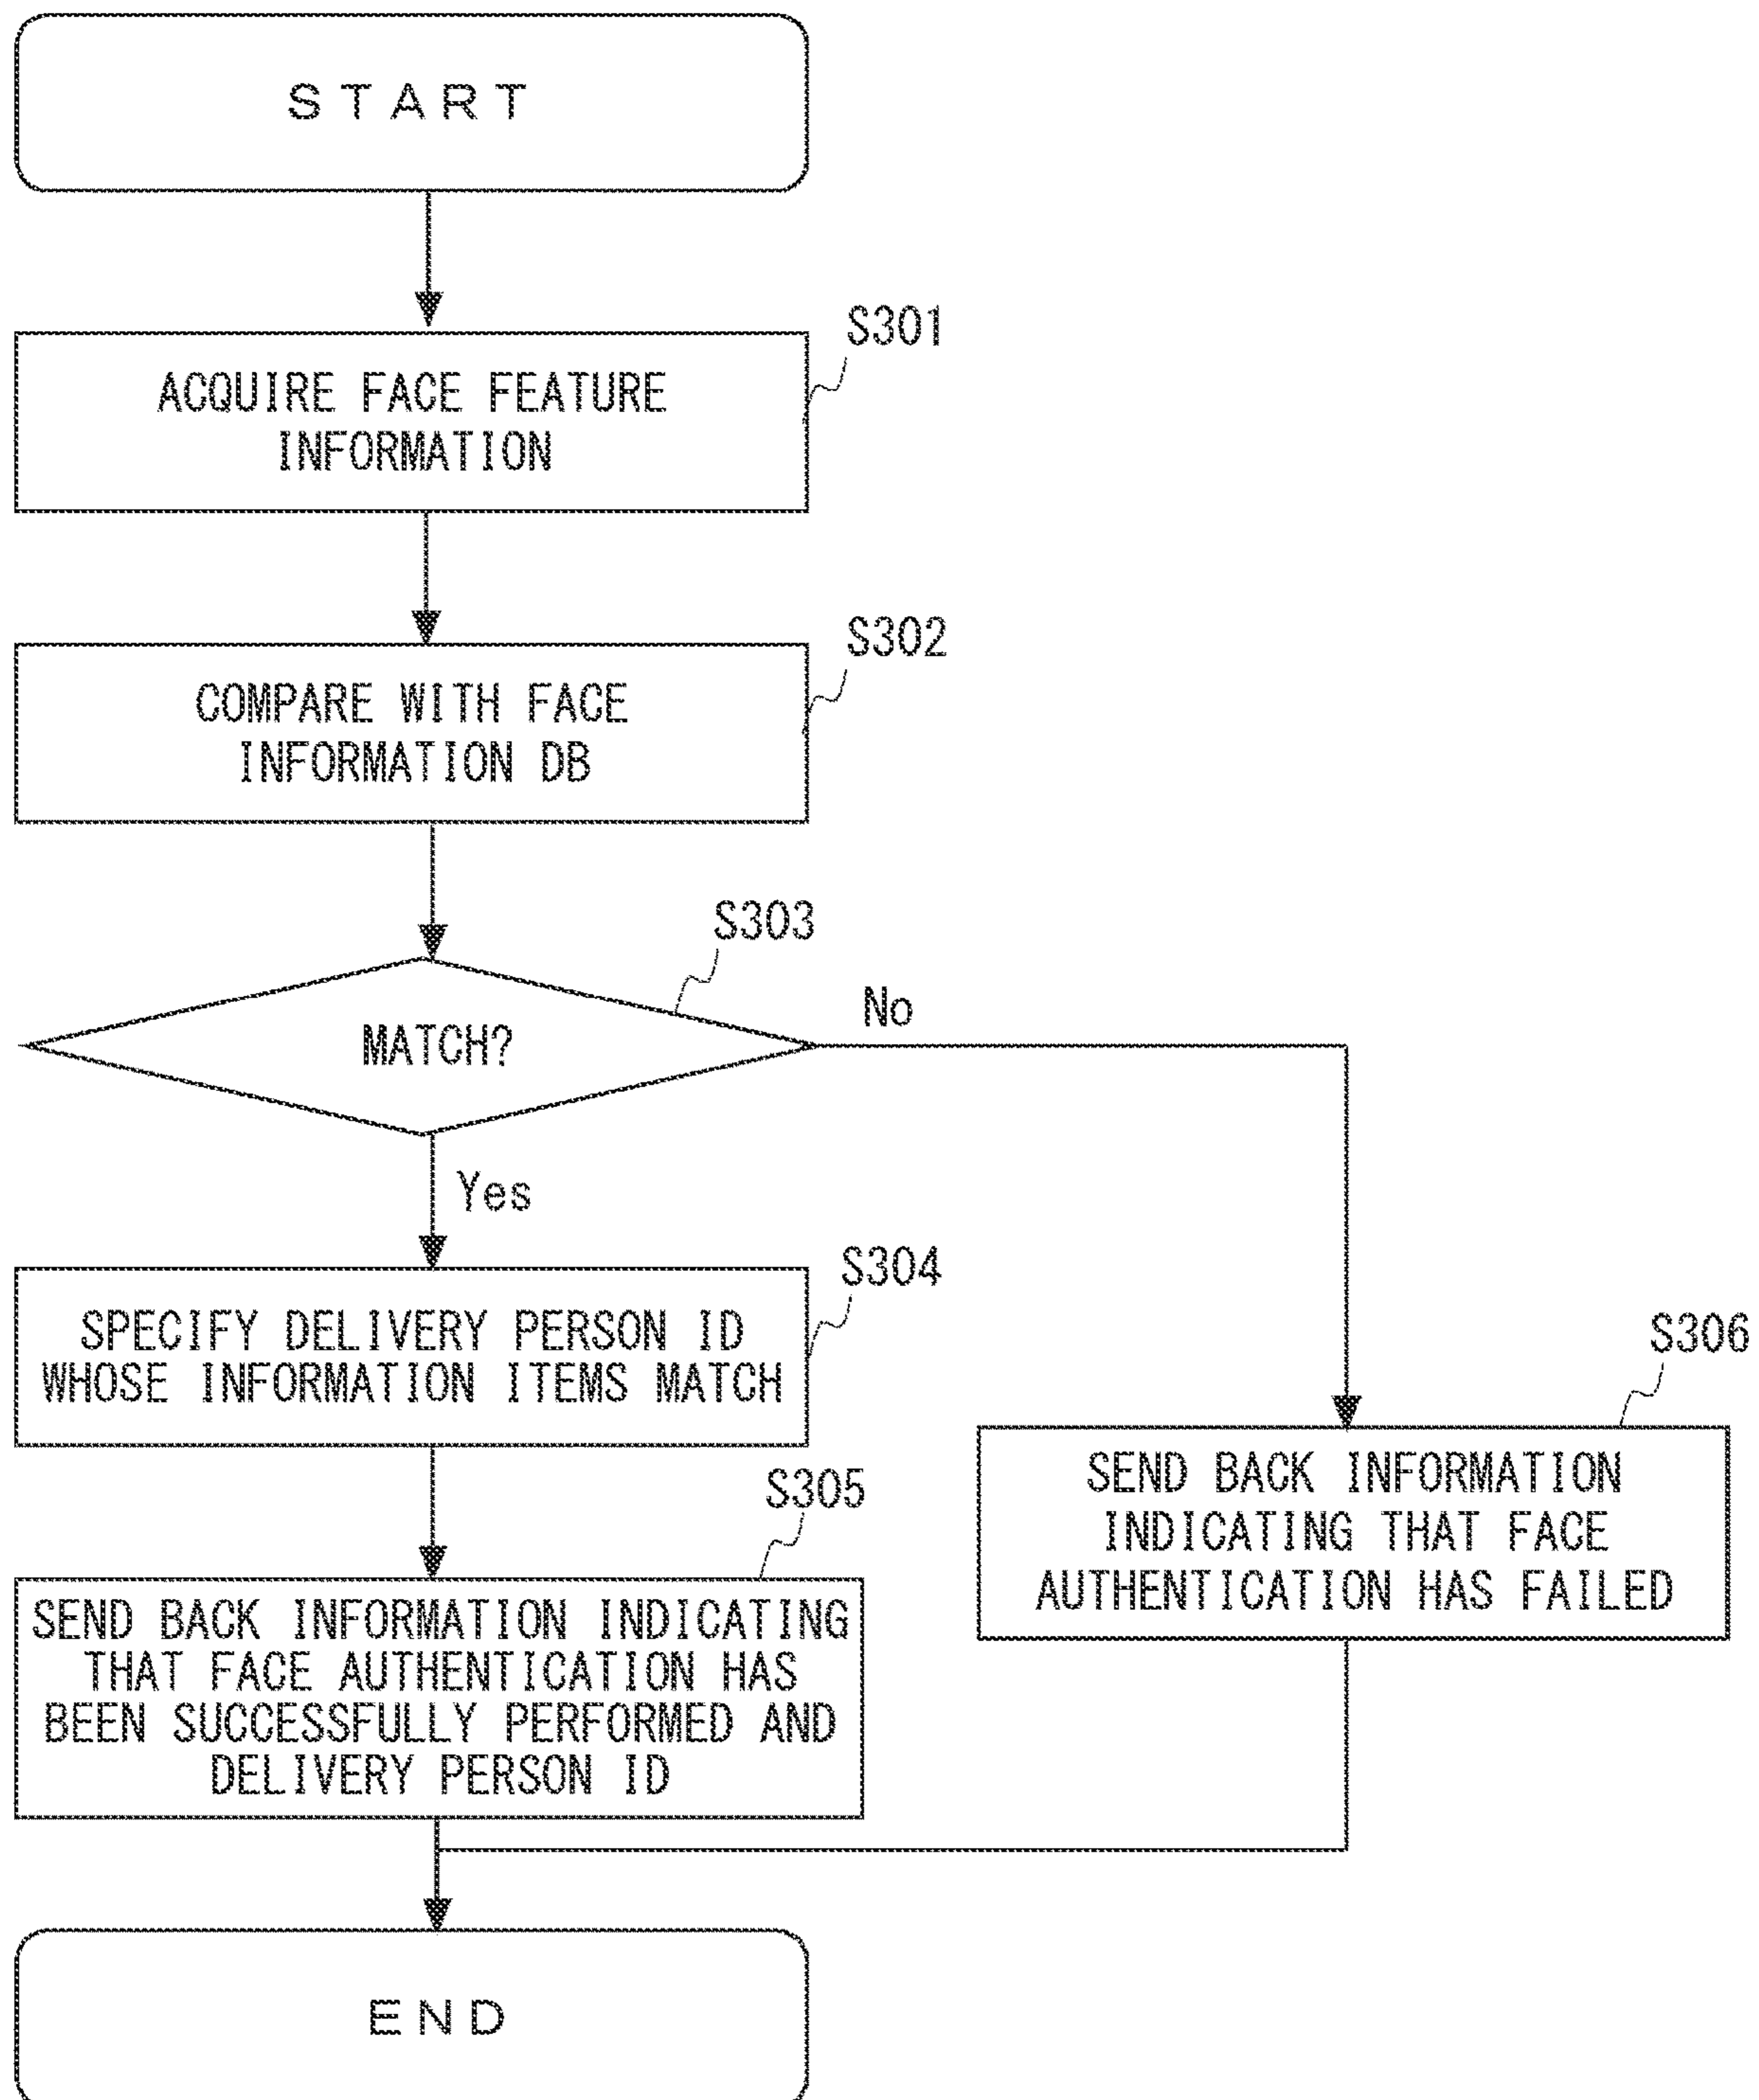 START
S301
ACQUIRE FACE FEATURE
INFORMATION
S302
COMPARE WITH FACE
INFORMATION DB
S303
MATCH?
No
Yes
S304
SPECIFY DELIVERY PERSON ID
WHOSE INFORMATION ITEMS MATCH
S305
SEND BACK INFORMATION INDICATING
THAT FACE AUTHENTICATION HAS
BEEN SUCCESSFULLY PERFORMED AND
DELIVERY PERSON ID
S306
SEND BACK INFORMATION
INDICATING THAT FACE
AUTHENTICATION HAS FAILED
END